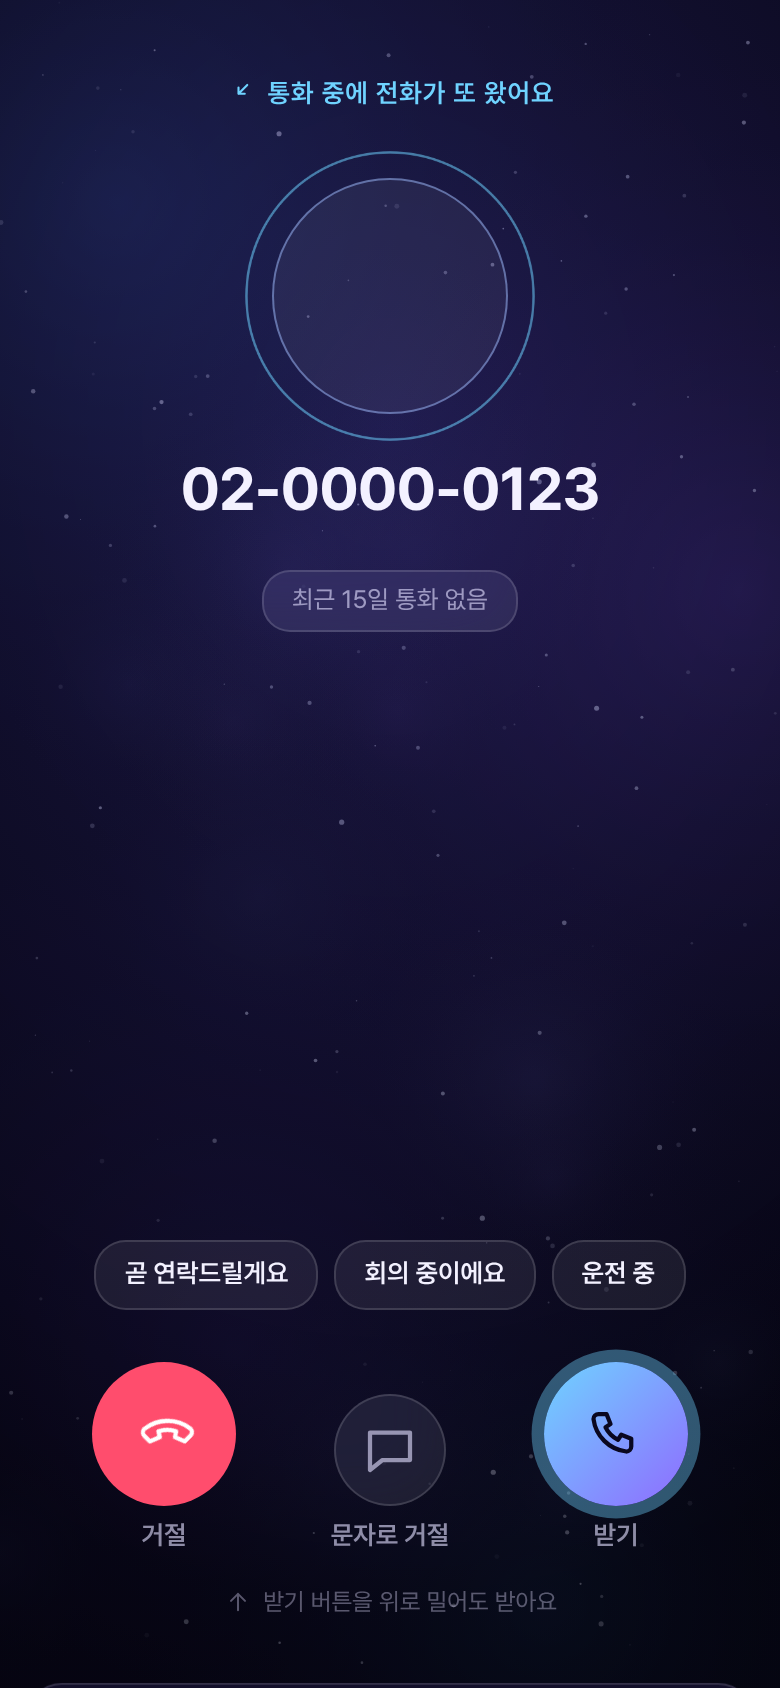 통화 중에 전화가 또 왔어요
02-0000-0123
최근 15일 통화 없음
곧 연락드릴게요
회의 중이에요
운전 중
거절
문자로 거절
받기
받기 버튼을 위로 밀어도 받아요